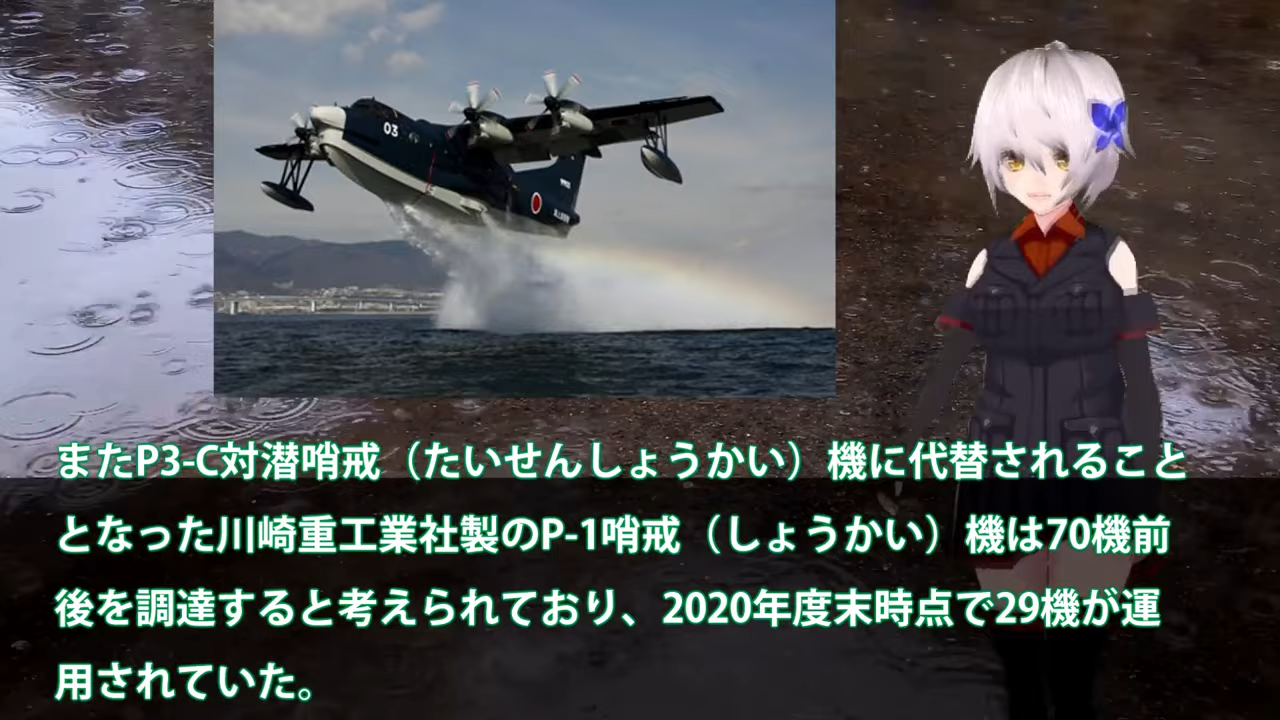 03
またP3-C対潜哨戒（たいせんしょうかい）機に代替されること
となった川崎重工業社製のP-1哨戒（しょうかい）機は70機前
後を調達すると考えられており、2020年度末時点で29機が運
用されていた。